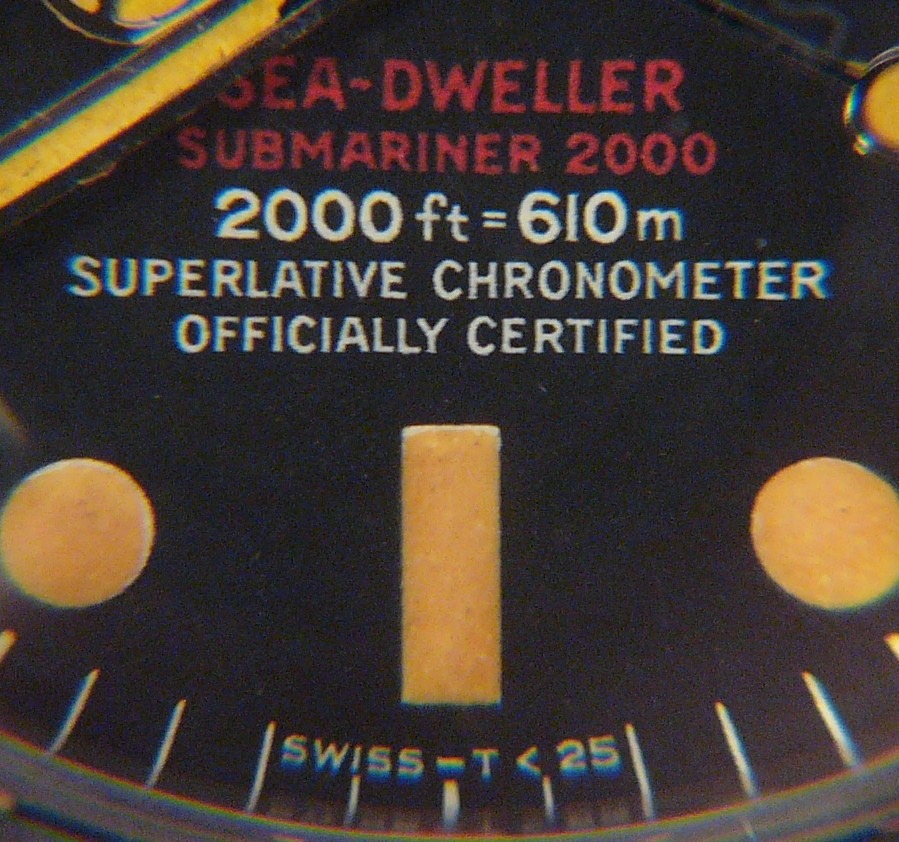 SEA-DWELLER
SUBMARINER 2000
2000 ft = 610 m
SUPERLATIVE CHRONOMETER
OFFICIALLY CERTIFIED
SWISS - T < 25